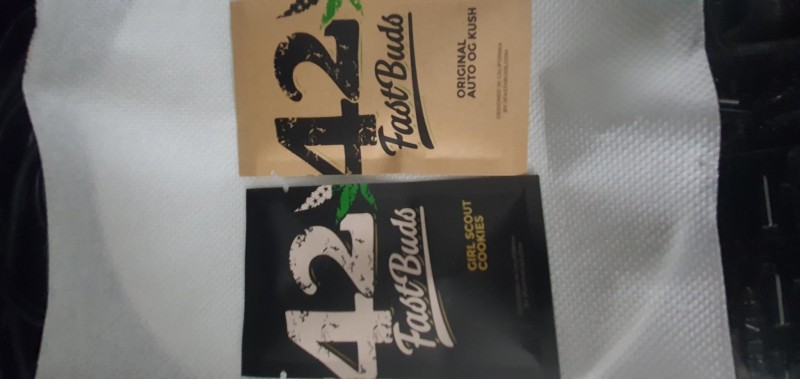 42
FastBuds
ORIGINAL
AUTO OG KUSH
42
FastBuds
GIRL SCOUT
COOKIES